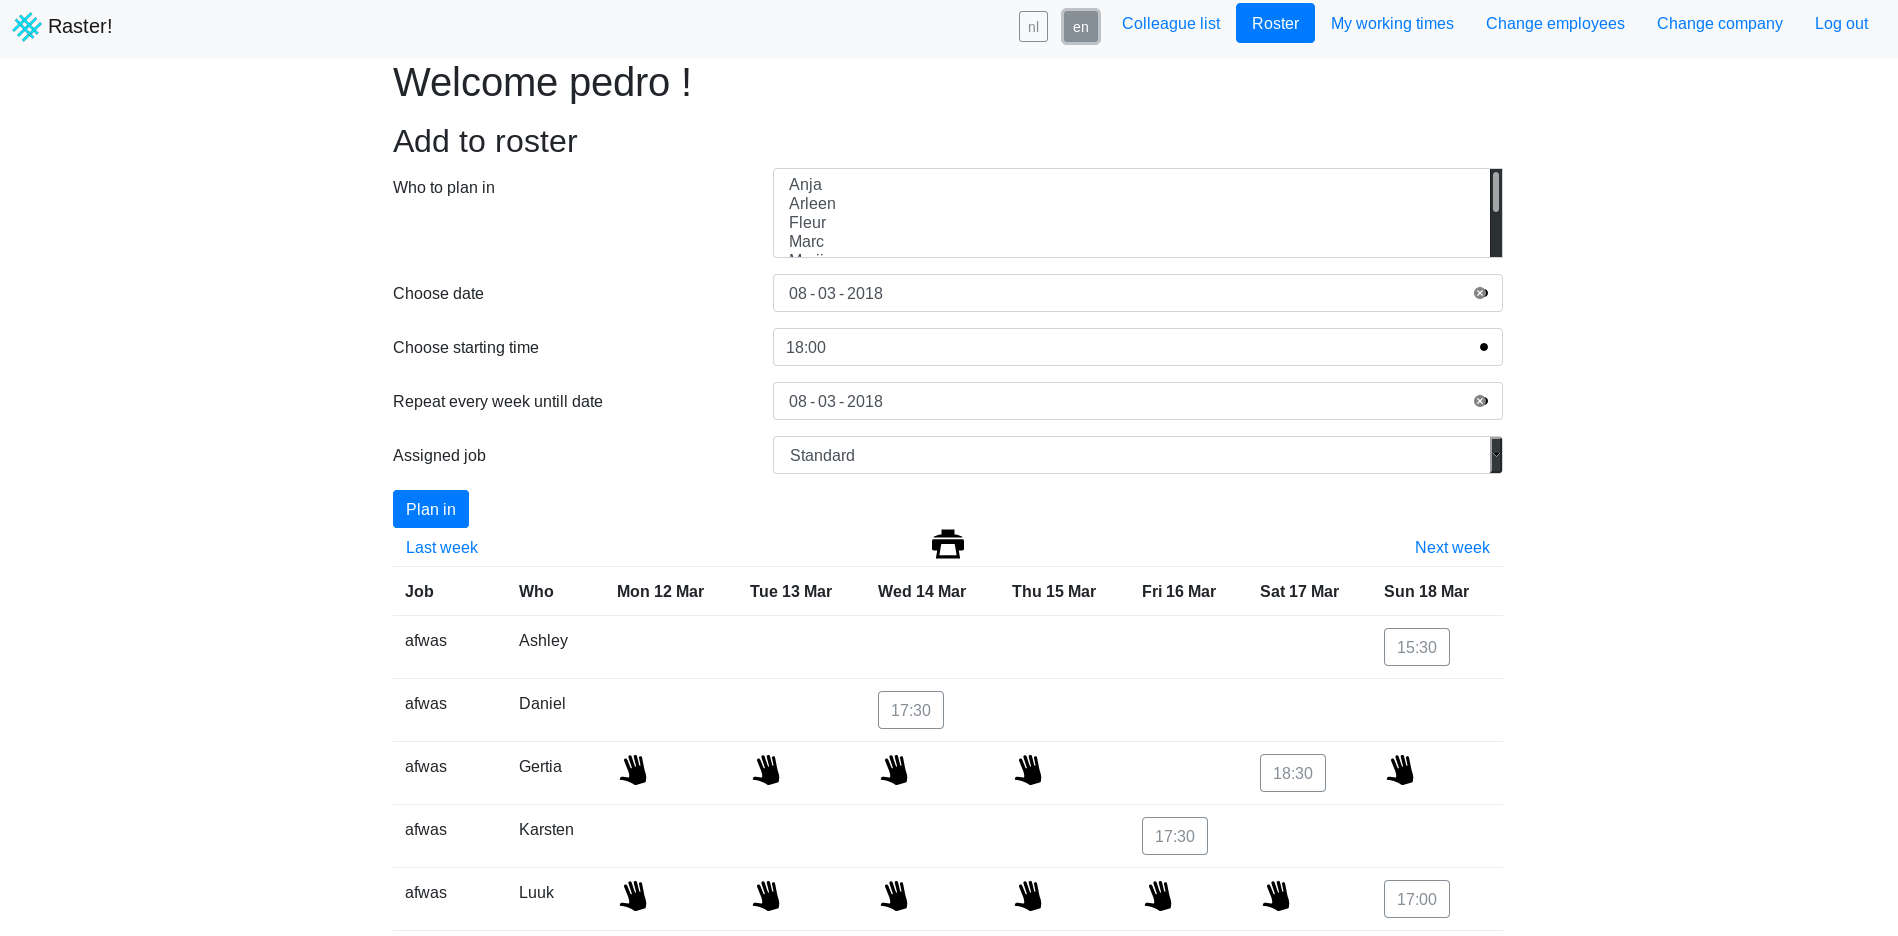 Raster!
nl en Colleague list Roster My working times Change employees Change company Log out
Welcome pedro !
Add to roster
Who to plan in
Anja
Arleen
Fleur
Marc
Choose date 08-03-2018
Choose starting time 18:00
Repeat every week untill date 08-03-2018
Assigned job Standard
Plan in
Last week Next week
Job Who Mon 12 Mar Tue 13 Mar Wed 14 Mar Thu 15 Mar Fri 16 Mar Sat 17 Mar Sun 18 Mar
afwas Ashley 15:30
afwas Daniel 17:30
afwas Gertia 18:30
afwas Karsten 17:30
afwas Luuk 17:00